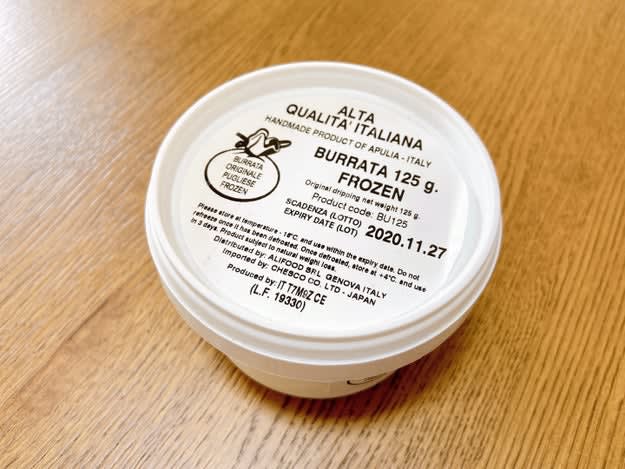 ALTA
QUALITA' ITALIANA
HANDMADE PRODUCT OF APULIA - ITALY
BURRATA
ORIGINALE
PUGLIESE
FROZEN
BURRATA 125 g.
FROZEN
Original dripping net weight 125 g.
Product code: BU125
SCADENZA (LOTTO)
EXPIRY DATE (LOT) 2020.11.27
Please store at temperature - 18°C, and use within the expiry date. Do not
refreeze once it has been defrosted. Once defrosted, store at +4°C, and use
in 3 days. Product subject to natural weight loss.
Distributed by: ALIFOOD SRL GENOVA ITALY
Imported by: CHESCO CO. LTD - JAPAN
Produced by: IT T7M9Z CE
(L.F. 19330)